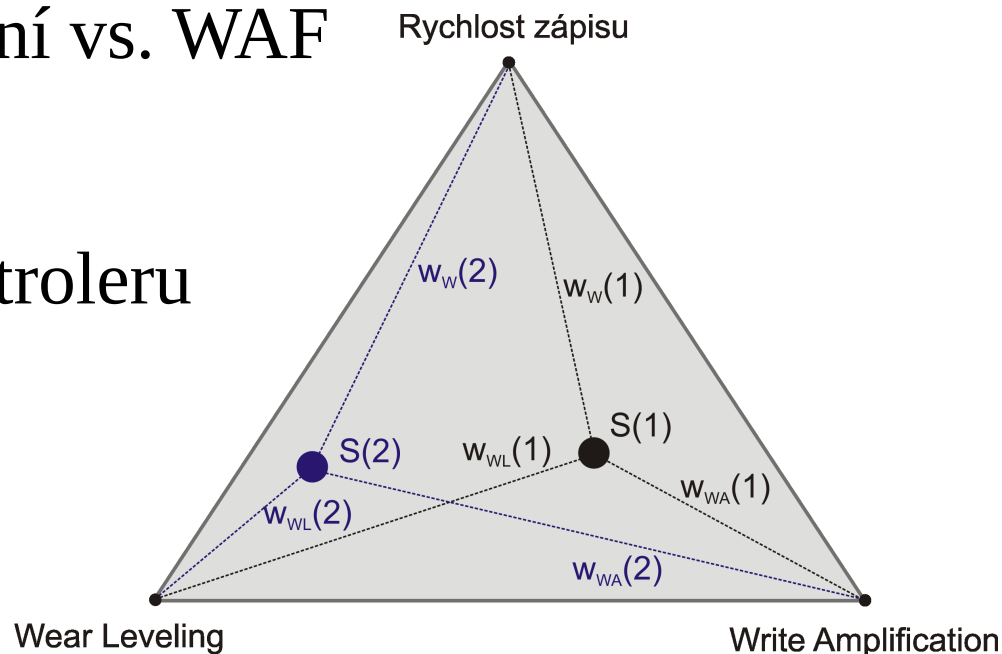 ní vs. WAF
Rychlost zápisu
troleru
w_W(2)
w_W(1)
S(1)
S(2)
w_WL(1)
w_WA(1)
w_WL(2)
w_WA(2)
Wear Leveling
Write Amplification